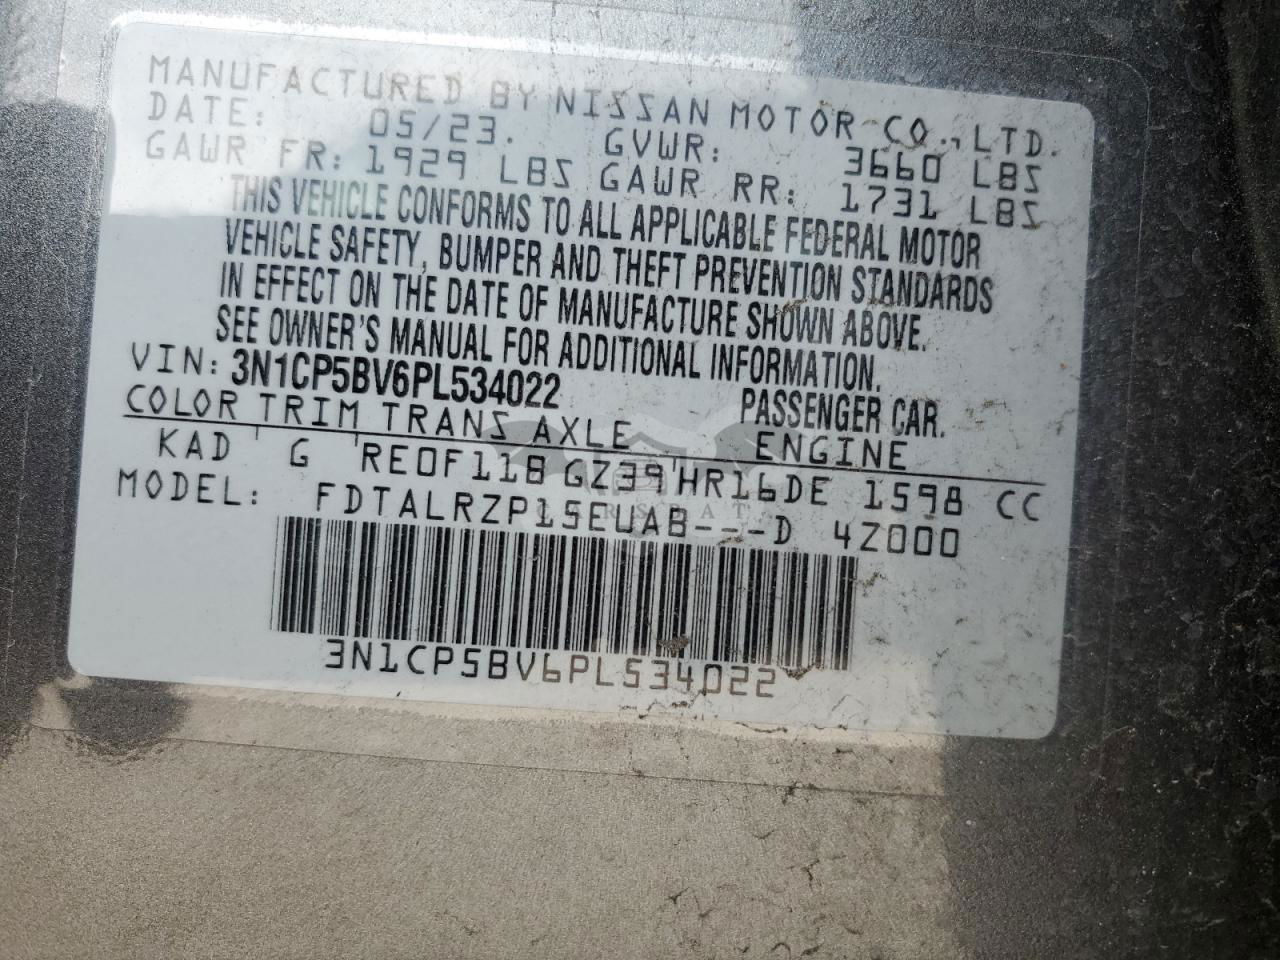 MANUFACTURED BY NISSAN MOTOR CO., LTD.
DATE: 05/23. GVWR: 3660 LBS
GAWR FR: 1929 LBS GAWR RR: 1731 LBS
THIS VEHICLE CONFORMS TO ALL APPLICABLE FEDERAL MOTOR
VEHICLE SAFETY, BUMPER AND THEFT PREVENTION STANDARDS
IN EFFECT ON THE DATE OF MANUFACTURE SHOWN ABOVE.
SEE OWNER'S MANUAL FOR ADDITIONAL INFORMATION.
VIN: 3N1CP5BV6PL534022 PASSENGER CAR.
COLOR TRIM TRANS AXLE ENGINE
KAD G RE0F11B GZ39 HR16DE 1598 CC
MODEL: FDTALRZP15EUAB---D 4Z000
3N1CP5BV6PL534022